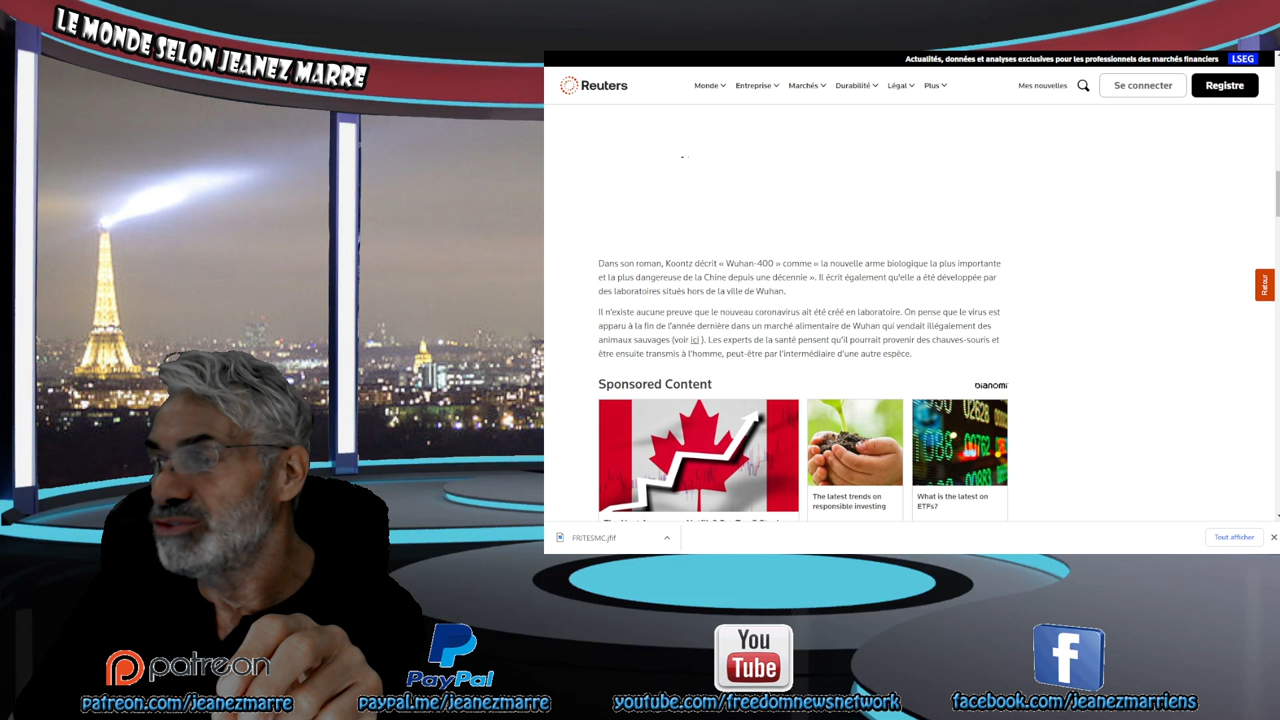 LE MONDE SELON JEANEZ MARRE
Actualités, données et analyses exclusives pour les professionnels des marchés financiers LSEG
Reuters Monde Entreprise Marchés Durabilité Légal Plus Mes nouvelles Se connecter Registre
Dans son roman, Koontz décrit « Wuhan-400 » comme « la nouvelle arme biologique la plus importante
et la plus dangereuse de la Chine depuis une décennie ». Il écrit également qu'elle a été développée par
des laboratoires situés hors de la ville de Wuhan.
Retour
Il n'existe aucune preuve que le nouveau coronavirus ait été créé en laboratoire. On pense que le virus est
apparu à la fin de l'année dernière dans un marché alimentaire de Wuhan qui vendait illégalement des
animaux sauvages (voir ici ). Les experts de la santé pensent qu'il pourrait provenir des chauves-souris et
être ensuite transmis à l'homme, peut-être par l'intermédiaire d'une autre espèce.
Sponsored Content
The latest trends on
responsible investing
What is the latest on
ETFs?
FRITESMC.jfif
Tout afficher
patreon
PayPal
You
Tube
patreon.com/jeanezmarre
paypal.me/jeanezmarre
youtube.com/freedomnewsnetwork
facebook.com/jeanezmarriens